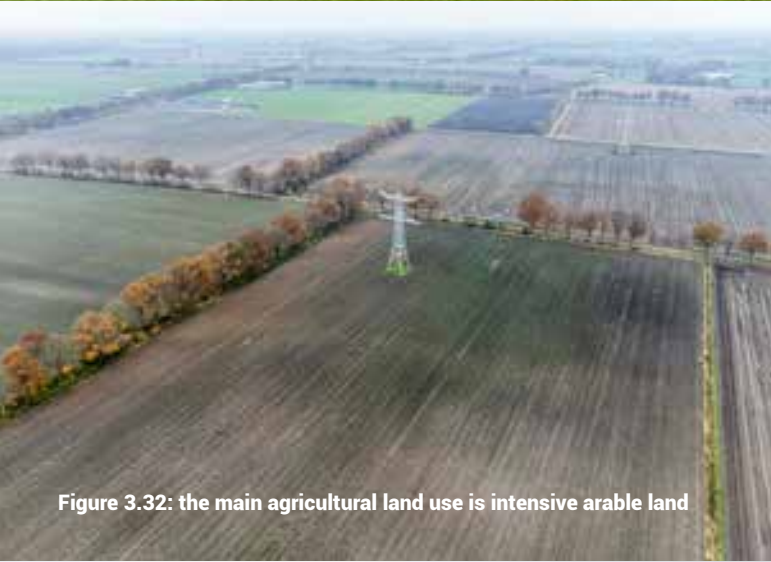 Figure 3.32: the main agricultural land use is intensive arable land